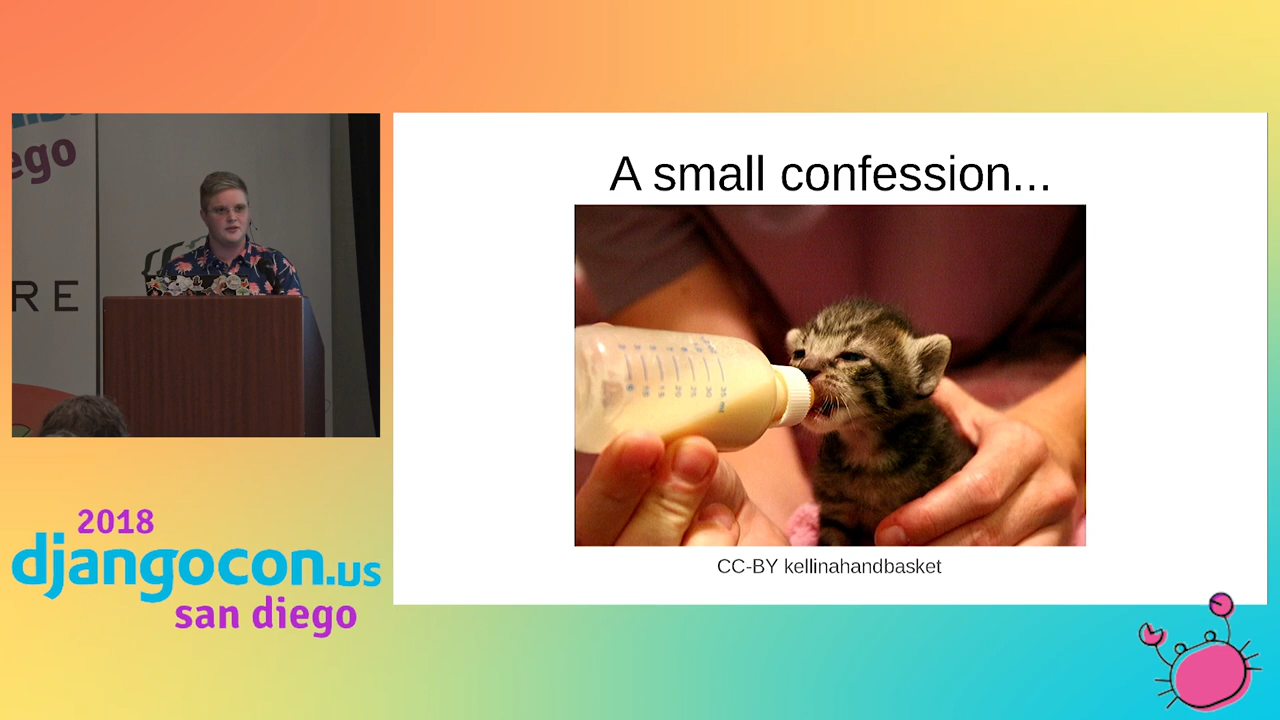 ego
RE
A small confession...
CC-BY kellinahandbasket
2018
djangocon.us
san diego